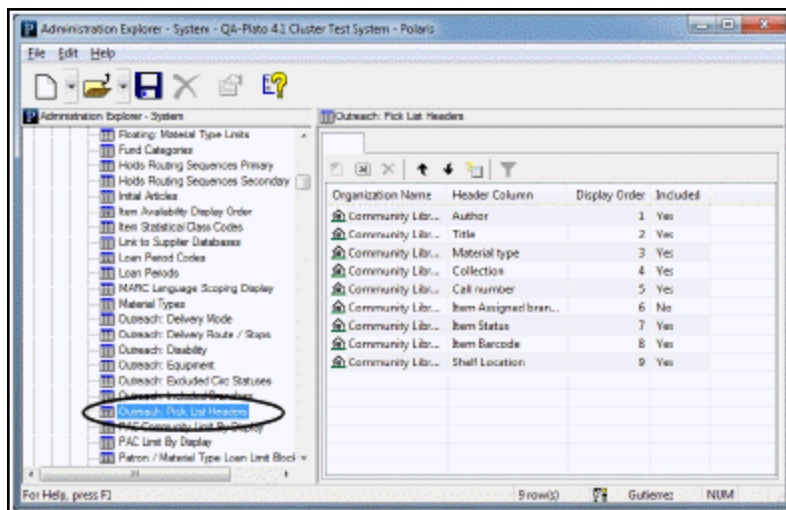 Administration Explorer - System - QA-Plato 4.1 Cluster Test System - Polaris
File Edit Help
Administration Explorer - System
Floating: Material Type Limits
Fund Categories
Holds Routing Sequences Primary
Holds Routing Sequences Secondary
Initial Articles
Item Availability Display Order
Item Statistical Class Codes
Link to Supplier Databases
Loan Period Codes
Loan Periods
MARC Language Scoping Display
Material Types
Outreach: Delivery Mode
Outreach: Delivery Route / Stops
Outreach: Disability
Outreach: Equipment
Outreach: Excluded Circ Statuses
Outreach: Included Branches
Outreach: Pick List Headers
PAC Community Limit By Display
PAC Limit By Display
Patron / Material Type Loan Limit Block
Outreach: Pick List Headers
Organization Name Header Column Display Order Included
Community Libr... Author 1 Yes
Community Libr... Title 2 Yes
Community Libr... Material type 3 Yes
Community Libr... Collection 4 Yes
Community Libr... Call number 5 Yes
Community Libr... Item Assigned bran... 6 No
Community Libr... Item Status 7 Yes
Community Libr... Item Barcode 8 Yes
Community Libr... Shelf Location 9 Yes
For Help, press F1 9 row(s) Gutierrez NUM